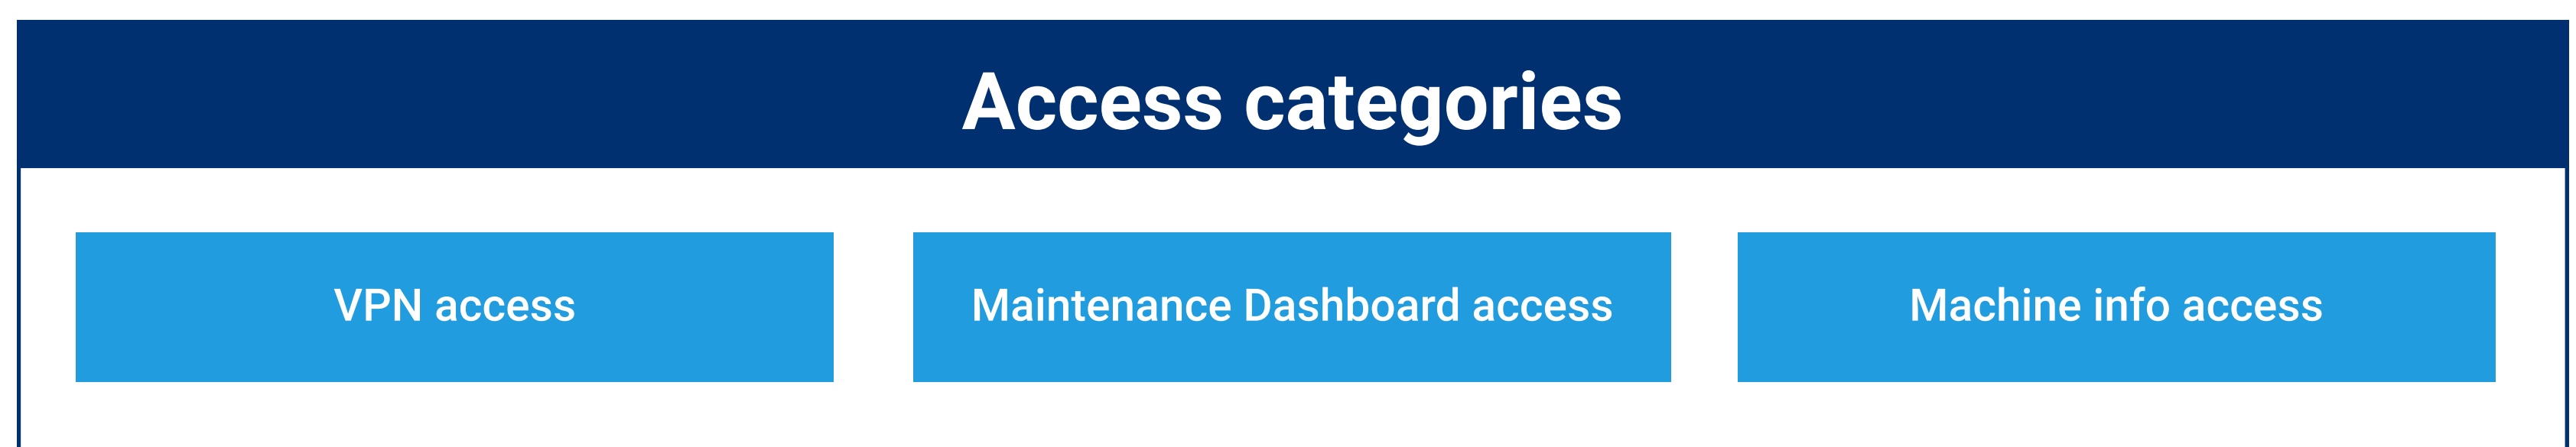 Access categories
VPN access
Maintenance Dashboard access
Machine info access